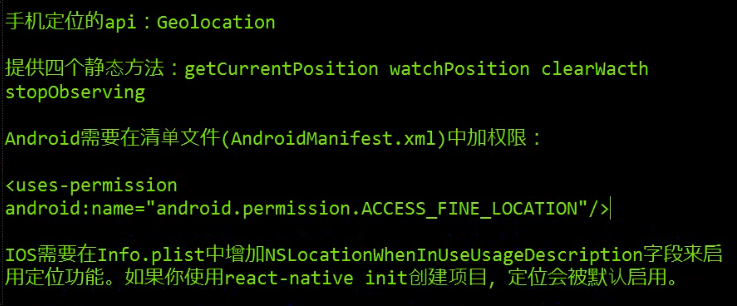 手机定位的api：Geolocation
提供四个静态方法：getCurrentPosition watchPosition clearWacth
stopObserving
Android需要在清单文件(AndroidManifest.xml)中加权限：
<uses-permission
android:name="android.permission.ACCESS_FINE_LOCATION"/>
IOS需要在Info.plist中增加NSLocationWhenInUseUsageDescription字段来启
用定位功能。如果你使用react-native init创建项目，定位会被默认启用。